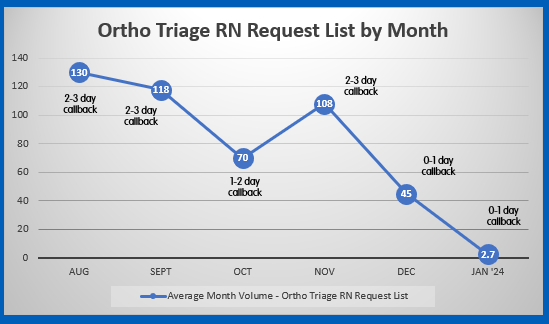 Ortho Triage RN Request List by Month
140
120
100
80
60
40
20
0
130
118
70
108
45
2.7
2-3 day
callback
2-3 day
callback
1-2 day
callback
2-3 day
callback
0-1 day
callback
0-1 day
callback
AUG SEPT OCT NOV DEC JAN '24
Average Month Volume - Ortho Triage RN Request List